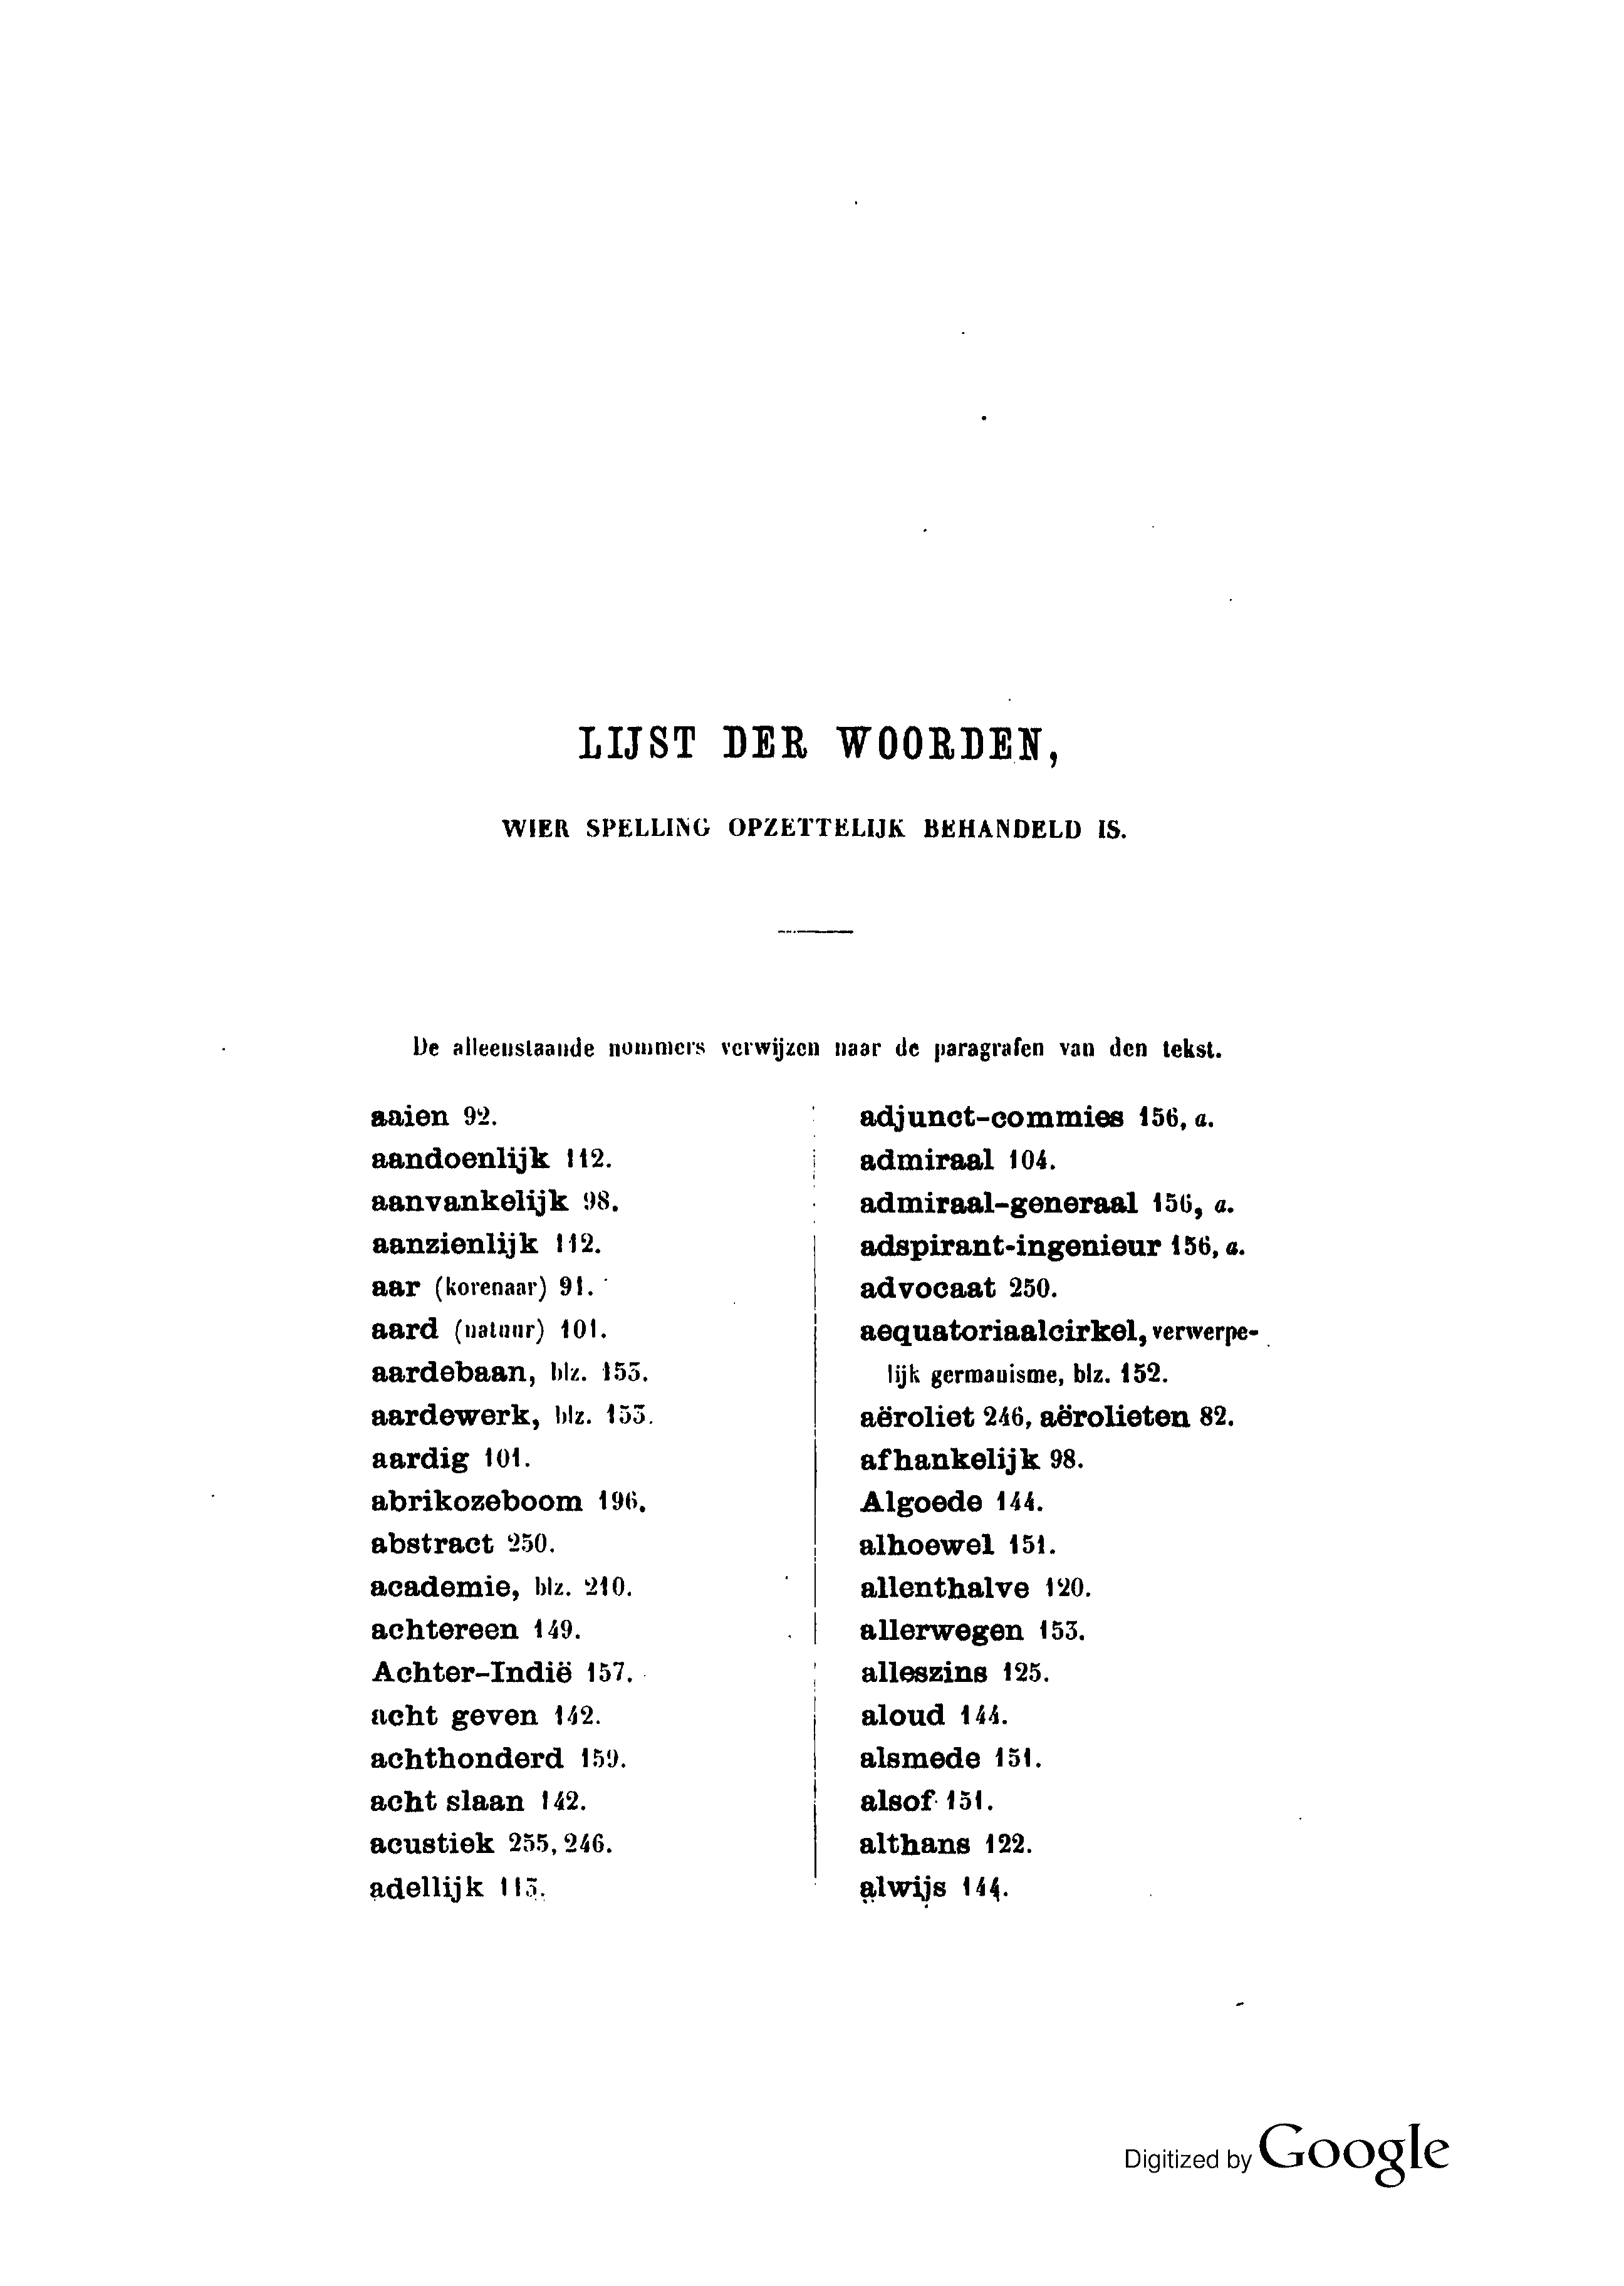 LIJST DER WOORDEN,
WIER SPELLING OPZETTELIJK BEHANDELD IS.
De alleenstaande nommers verwijzen naar de paragrafen van den tekst.
aaien 92.
aandoenlijk 112.
aanvankelijk 98.
aanzienlijk 112.
aar (korenaar) 91.
aard (natuur) 101.
aardebaan, blz. 153.
aardewerk, blz. 153.
aardig 101.
abrikozeboom 196.
abstract 250.
academie, blz. 210.
achtereen 149.
Achter-Indië 157.
acht geven 142.
achthonderd 159.
acht slaan 142.
acustiek 235, 246.
adellijk 113.
adjunct-commies 156, a.
admiraal 104.
admiraal-generaal 156, a.
adspirant-ingenieur 156, a.
advocaat 250.
aequatoriaalcirkel, verwerpe-
lijk germanisme, blz. 152.
aëroliet 246, aërolieten 82.
afhankelijk 98.
Algoede 144.
alhoewel 151.
allenthalve 120.
allerwegen 153.
alleszins 125.
aloud 144.
alsmede 151.
alsof 151.
althans 122.
alwijs 144.
Digitized by Google